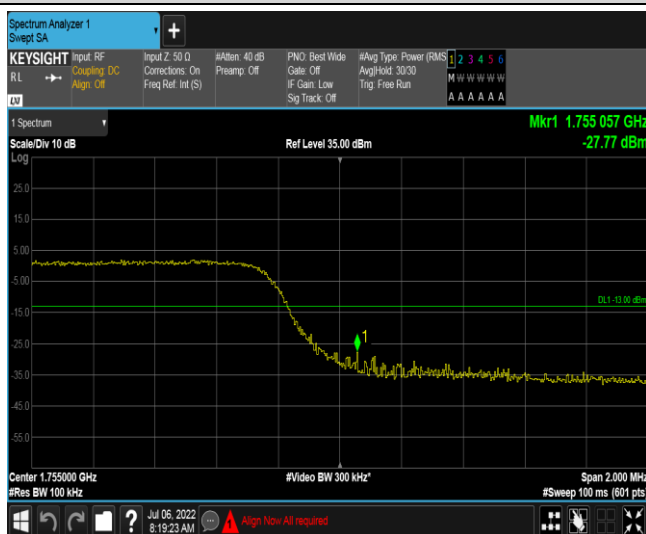 Spectrum Analyzer 1
Swept SA
KEYSIGHT
RL
LXI
Input: RF
Coupling: DC
Align: Off
Input Z: 50 Ω
Corrections: On
Freq Ref: Int (S)
#Atten: 40 dB
Preamp: Off
PNO: Best Wide
Gate: Off
IF Gain: Low
Sig Track: Off
#Avg Type: Power (RMS
Avg|Hold: 30/30
Trig: Free Run
1 2 3 4 5 6
M W W W W W
A A A A A A
1 Spectrum
Scale/Div 10 dB
Log
Ref Level 35.00 dBm
Mkr1 1.755 057 GHz
-27.77 dBm
25.0
15.0
5.00
-5.00
-15.0
-25.0
-35.0
-45.0
-55.0
DL1 -13.00 dBm
1
Center 1.755000 GHz
#Res BW 100 kHz
#Video BW 300 kHz*
Span 2.000 MHz
#Sweep 100 ms (601 pts)
?
Jul 06, 2022
8:19:23 AM
Align Now All required